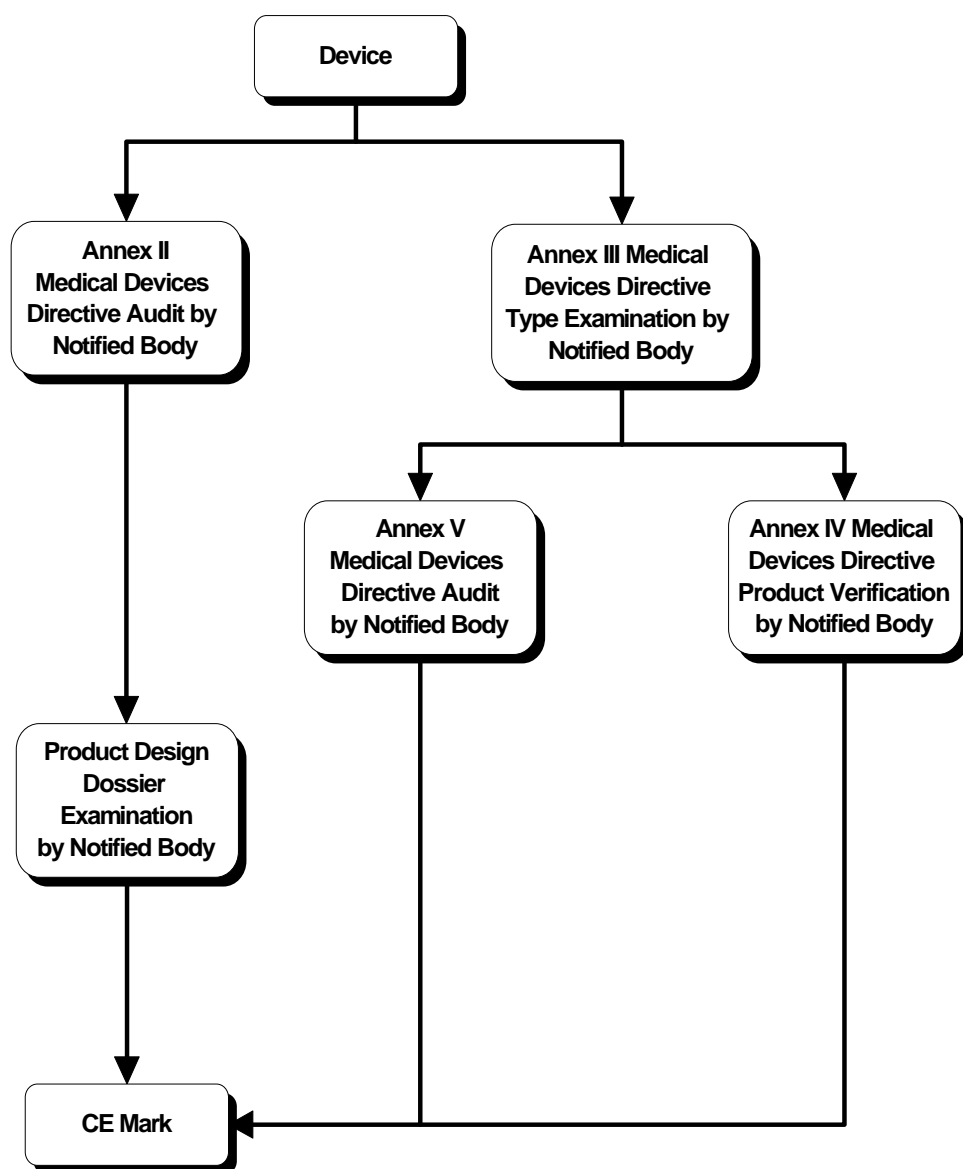 Device
Annex II
Medical Devices
Directive Audit by
Notified Body
Annex III Medical
Devices Directive
Type Examination by
Notified Body
Annex V
Medical Devices
Directive Audit
by Notified Body
Annex IV Medical
Devices Directive
Product Verification
by Notified Body
Product Design
Dossier
Examination
by Notified Body
CE Mark